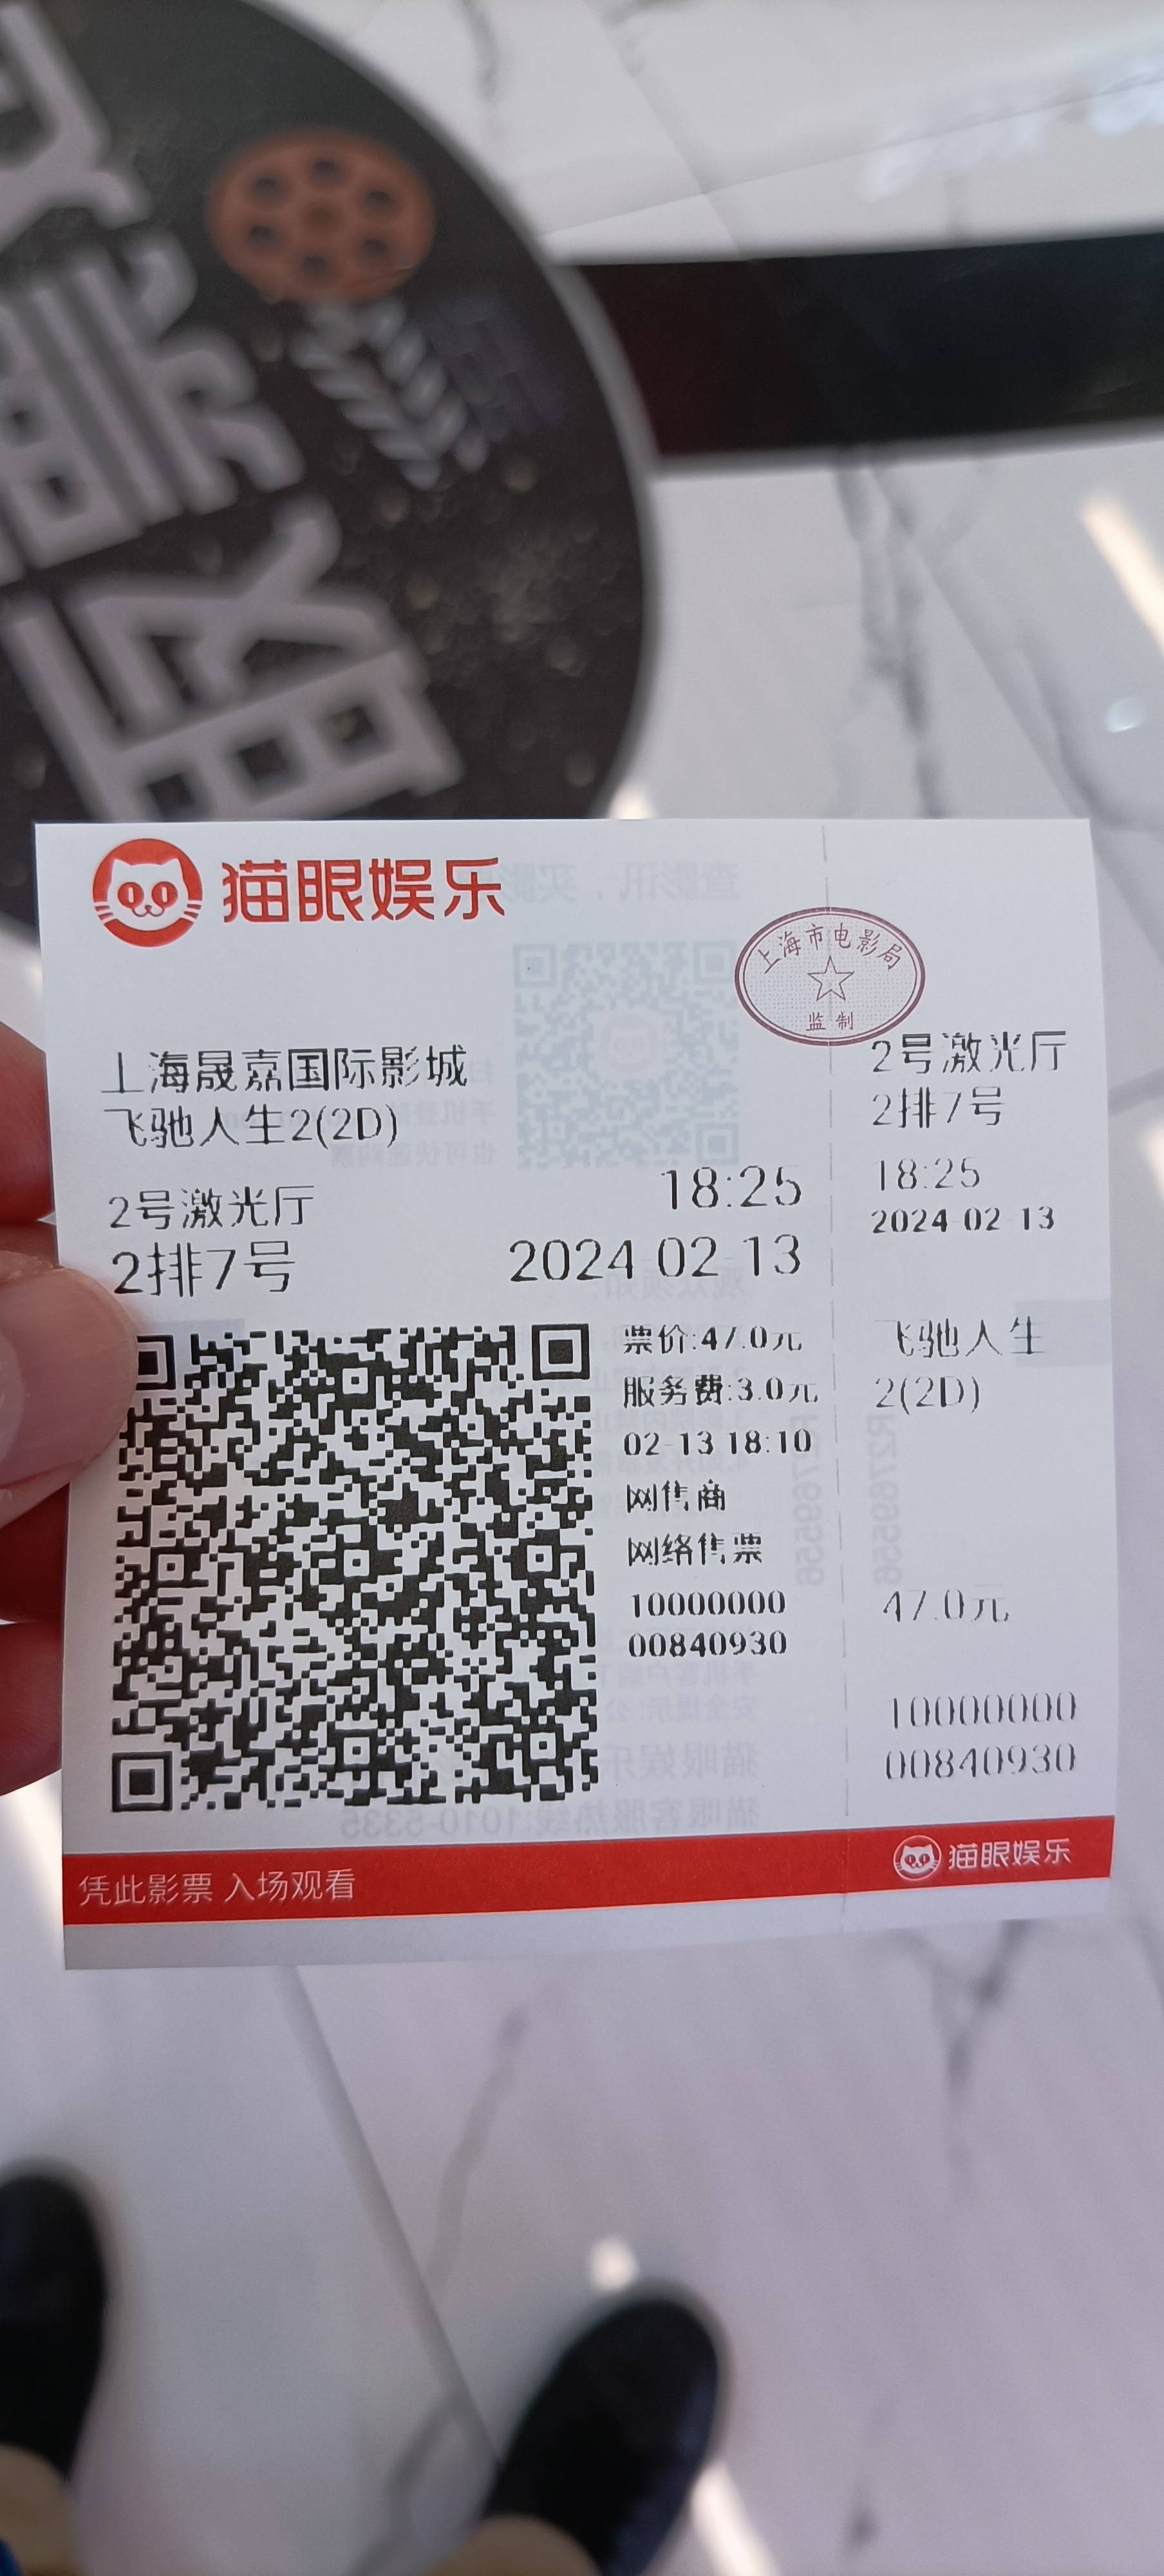 取票
猫眼娱乐
上海市电影局
监制
上海晟嘉国际影城
飞驰人生2(2D)
2号激光厅
18:25
2排7号
2024 02 13
票价:47.0元
服务费:3.0元
02-13 18:10
网售商
网络售票
10000000
00840930
2号激光厅
2排7号
18:25
2024-02-13
飞驰人生
2(2D)
47.0元
10000000
00840930
凭此影票 入场观看
猫眼娱乐